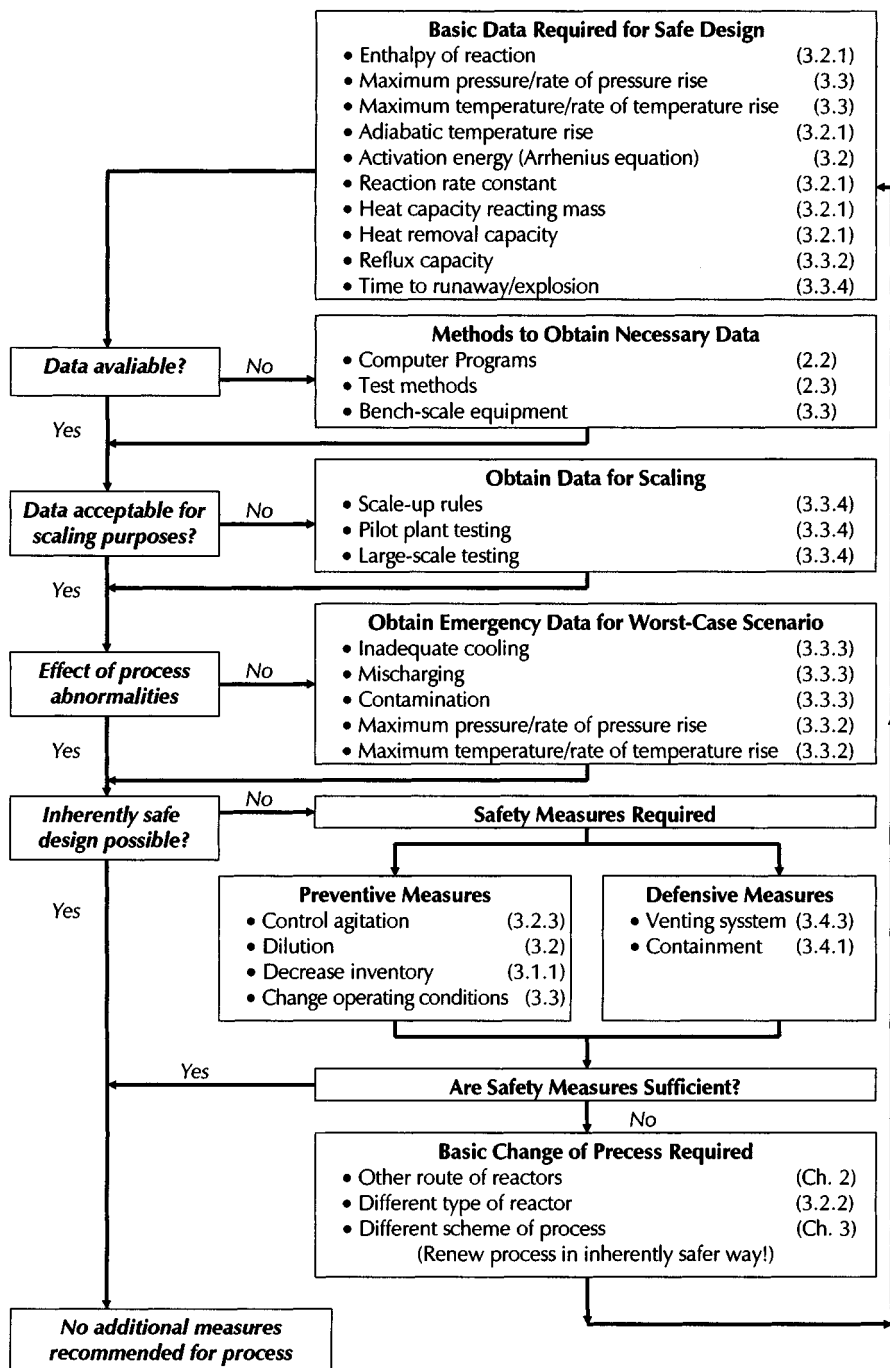 Basic Data Required for Safe Design
• Enthalpy of reaction (3.2.1)
• Maximum pressure/rate of pressure rise (3.3)
• Maximum temperature/rate of temperature rise (3.3)
• Adiabatic temperature rise (3.2.1)
• Activation energy (Arrhenius equation) (3.2)
• Reaction rate constant (3.2.1)
• Heat capacity reacting mass (3.2.1)
• Heat removal capacity (3.2.1)
• Reflux capacity (3.3.2)
• Time to runaway/explosion (3.3.4)
Data avaliable?
No
Yes
Methods to Obtain Necessary Data
• Computer Programs (2.2)
• Test methods (2.3)
• Bench-scale equipment (3.3)
Data acceptable for
scaling purposes?
No
Yes
Obtain Data for Scaling
• Scale-up rules (3.3.4)
• Pilot plant testing (3.3.4)
• Large-scale testing (3.3.4)
Effect of process
abnormalities
No
Yes
Obtain Emergency Data for Worst-Case Scenario
• Inadequate cooling (3.3.3)
• Mischarging (3.3.3)
• Contamination (3.3.3)
• Maximum pressure/rate of pressure rise (3.3.2)
• Maximum temperature/rate of temperature rise (3.3.2)
Inherently safe
design possible?
No
Yes
Safety Measures Required
Preventive Measures
• Control agitation (3.2.3)
• Dilution (3.2)
• Decrease inventory (3.1.1)
• Change operating conditions (3.3)
Defensive Measures
• Venting sysstem (3.4.3)
• Containment (3.4.1)
Are Safety Measures Sufficient?
Yes
No
Basic Change of Precess Required
• Other route of reactors (Ch. 2)
• Different type of reactor (3.2.2)
• Different scheme of process (Ch. 3)
(Renew process in inherently safer way!)
No additional measures
recommended for process